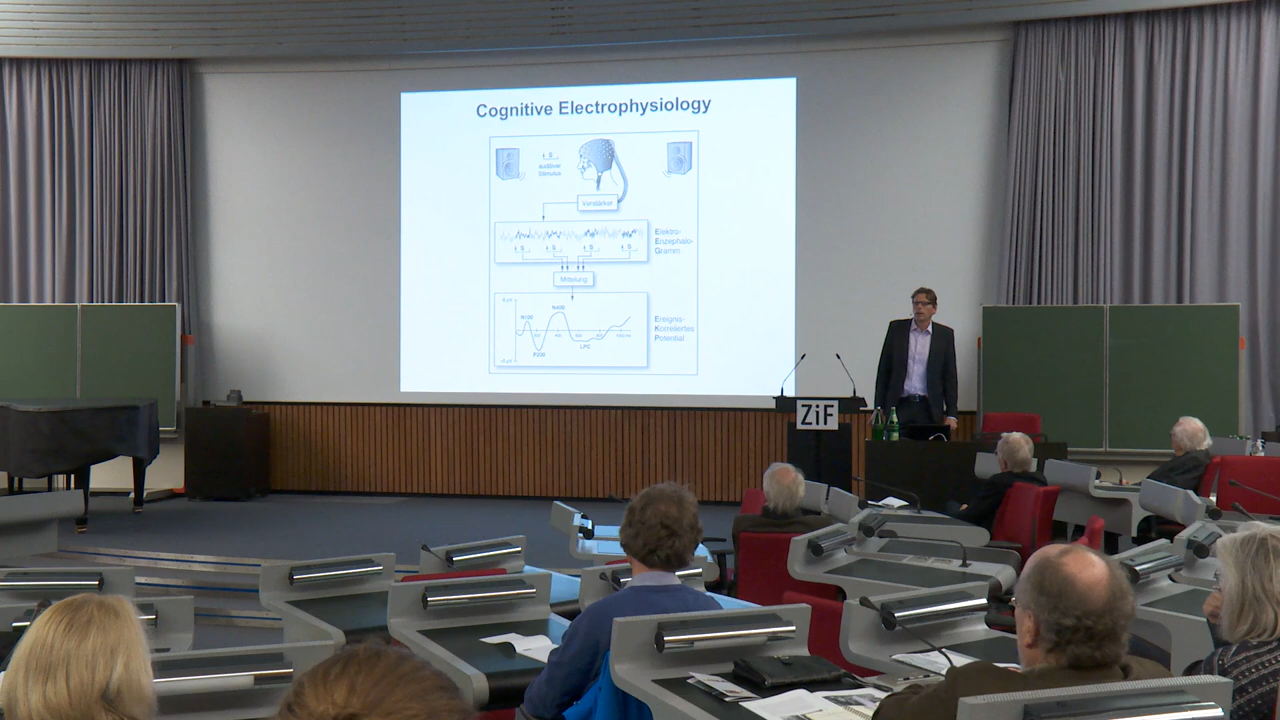 Cognitive Electrophysiology
S
auditiver
Stimulus
Verstärker
Elektro-
Enzephalo-
Gramm
S S S S
Mittelung
N400
N100
Ereignis-
Korreliertes
Potential
P200
LPC
ZiF